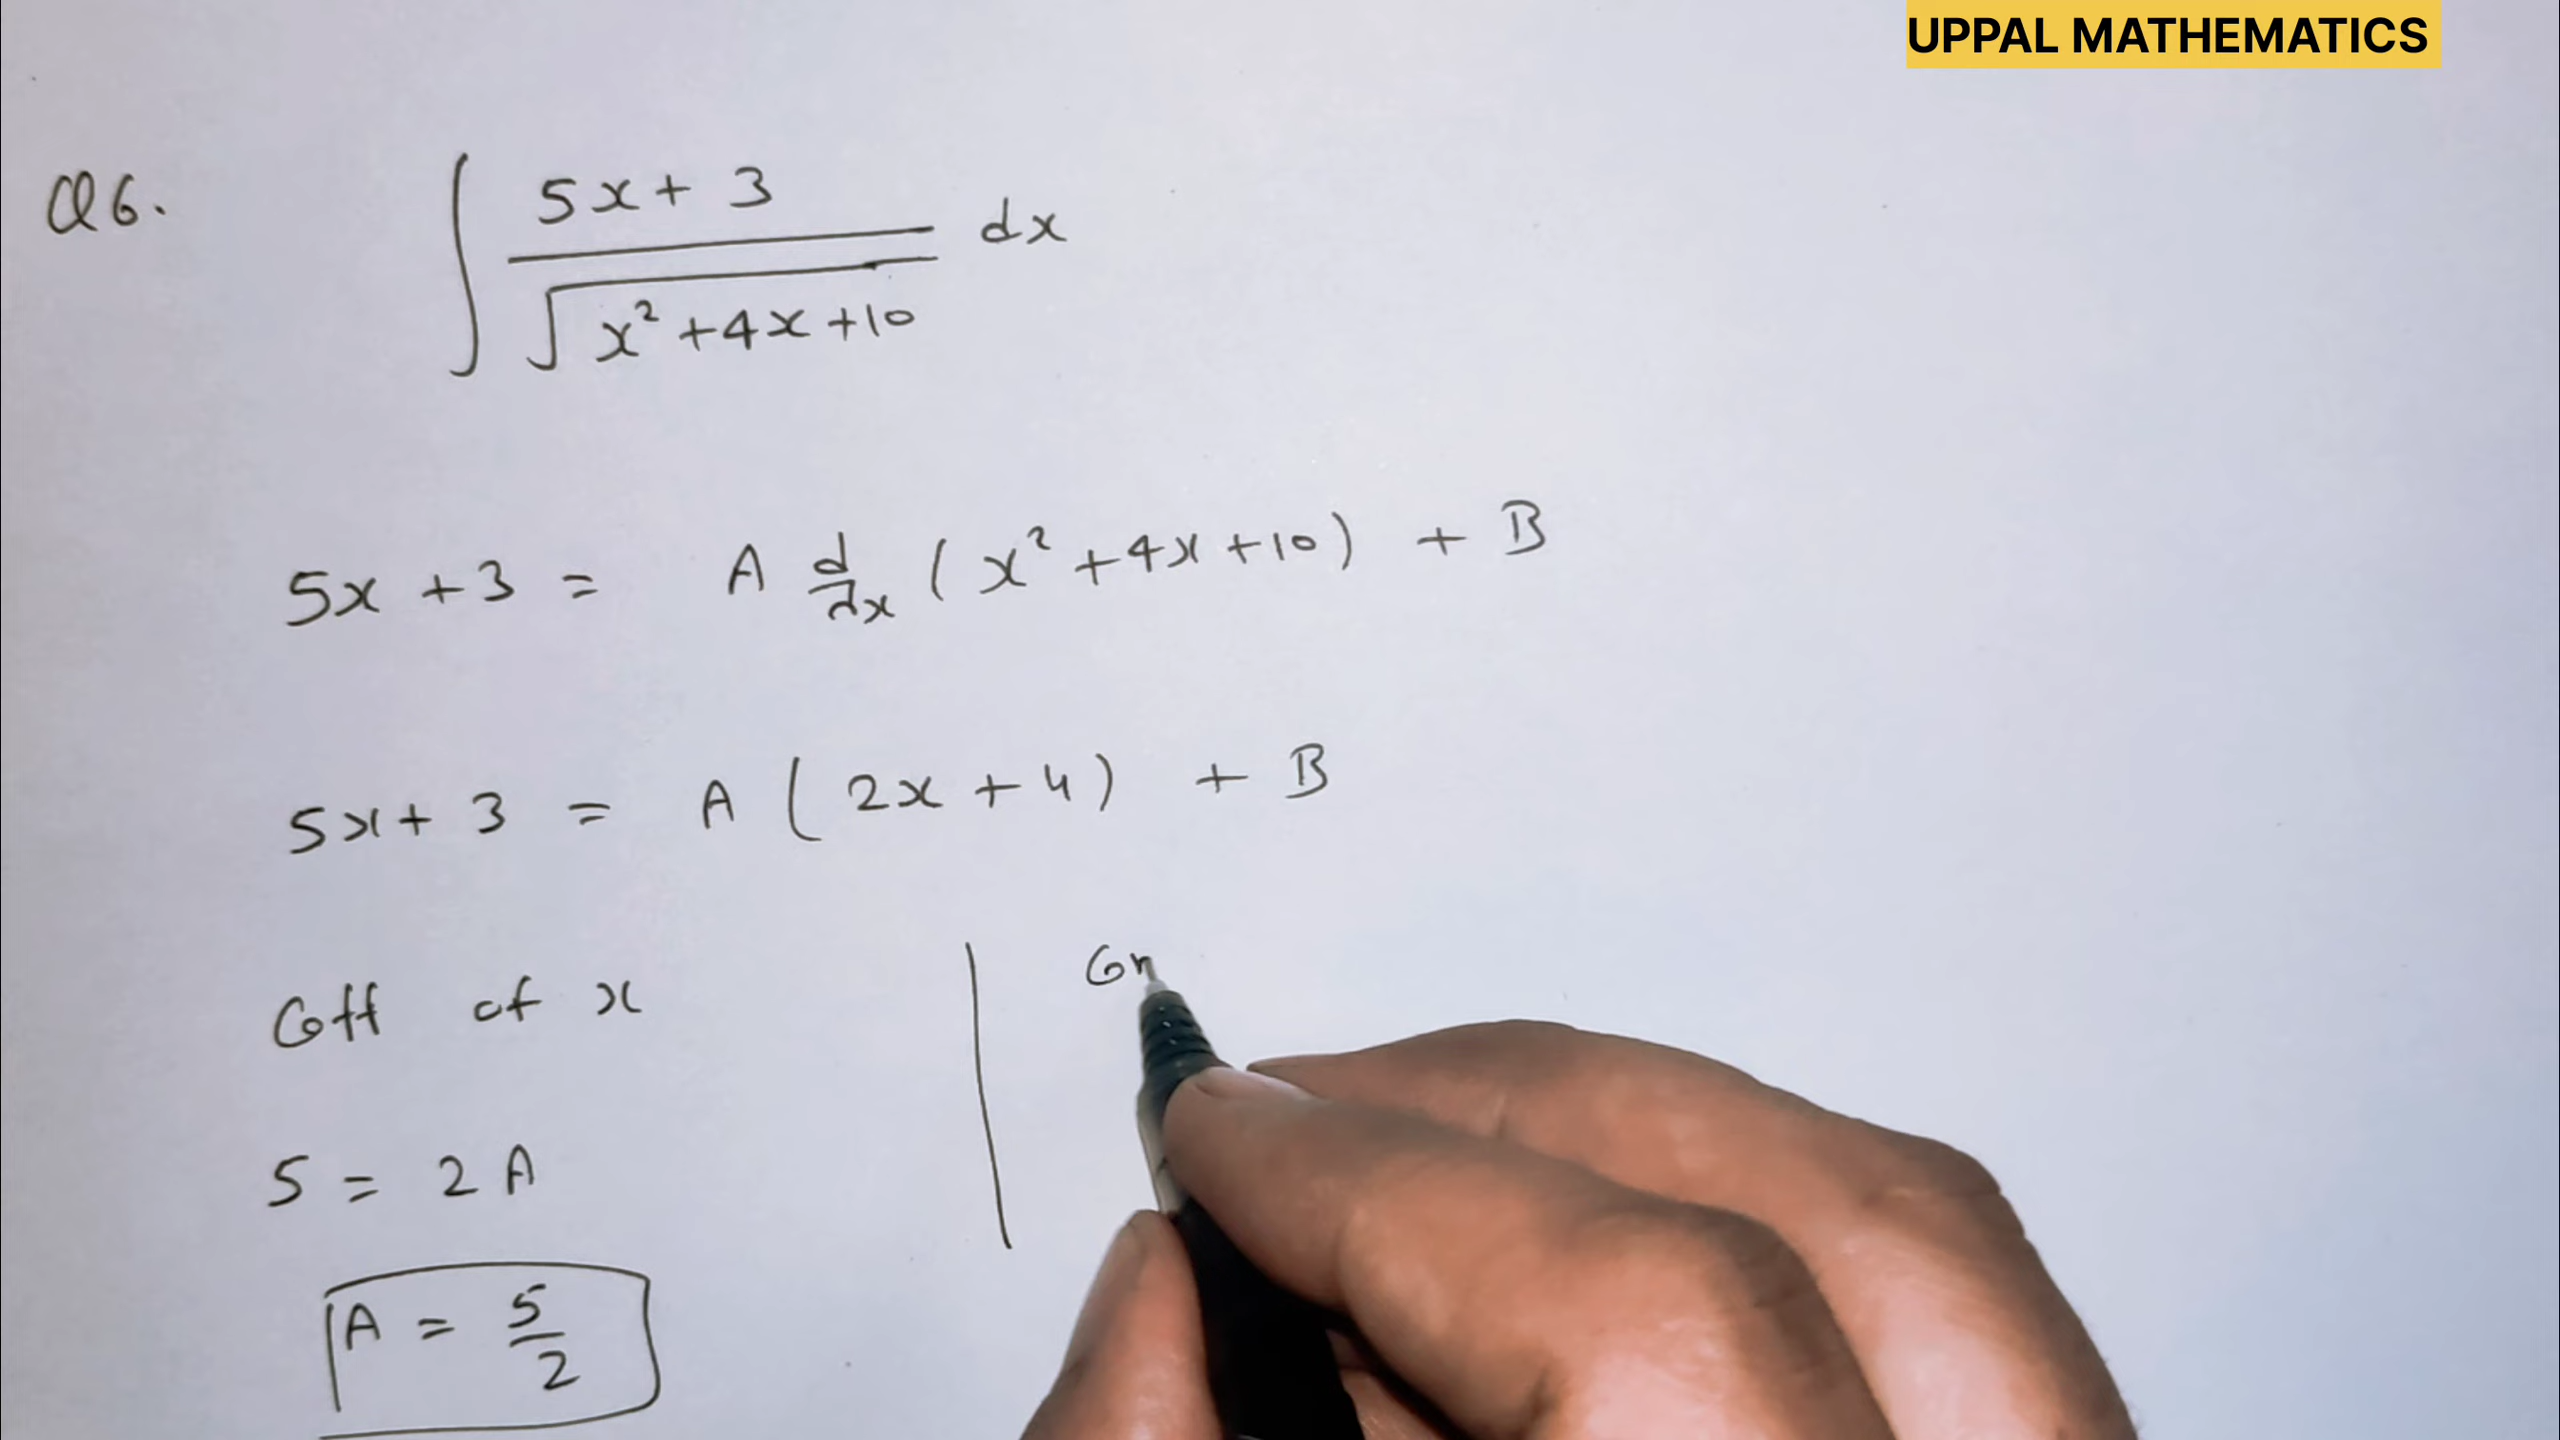 UPPAL MATHEMATICS
Q6. ∫ (5x + 3) / √(x² + 4x + 10) dx
5x + 3 = A d/dx (x² + 4x + 10) + B
5x + 3 = A (2x + 4) + B
Coff of x
5 = 2A
A = 5/2